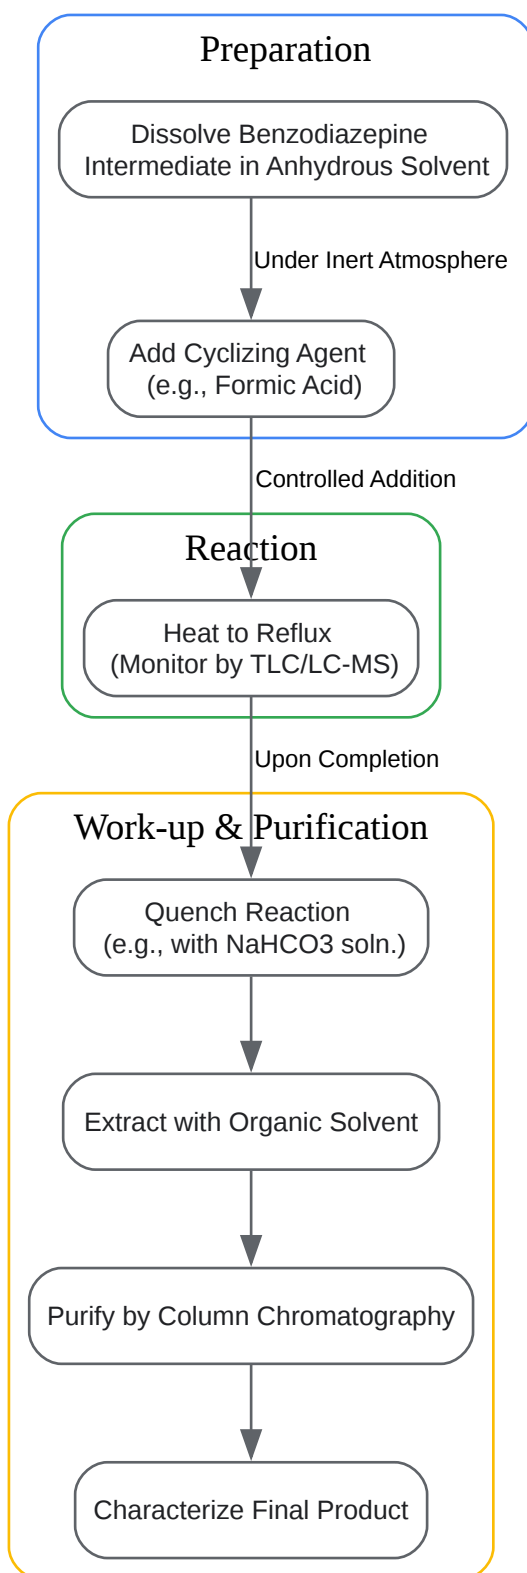 Preparation
Dissolve Benzodiazepine
Intermediate in Anhydrous Solvent
Under Inert Atmosphere
Add Cyclizing Agent
(e.g., Formic Acid)
Controlled Addition
Reaction
Heat to Reflux
(Monitor by TLC/LC-MS)
Upon Completion
Work-up & Purification
Quench Reaction
(e.g., with NaHCO3 soln.)
Extract with Organic Solvent
Purify by Column Chromatography
Characterize Final Product